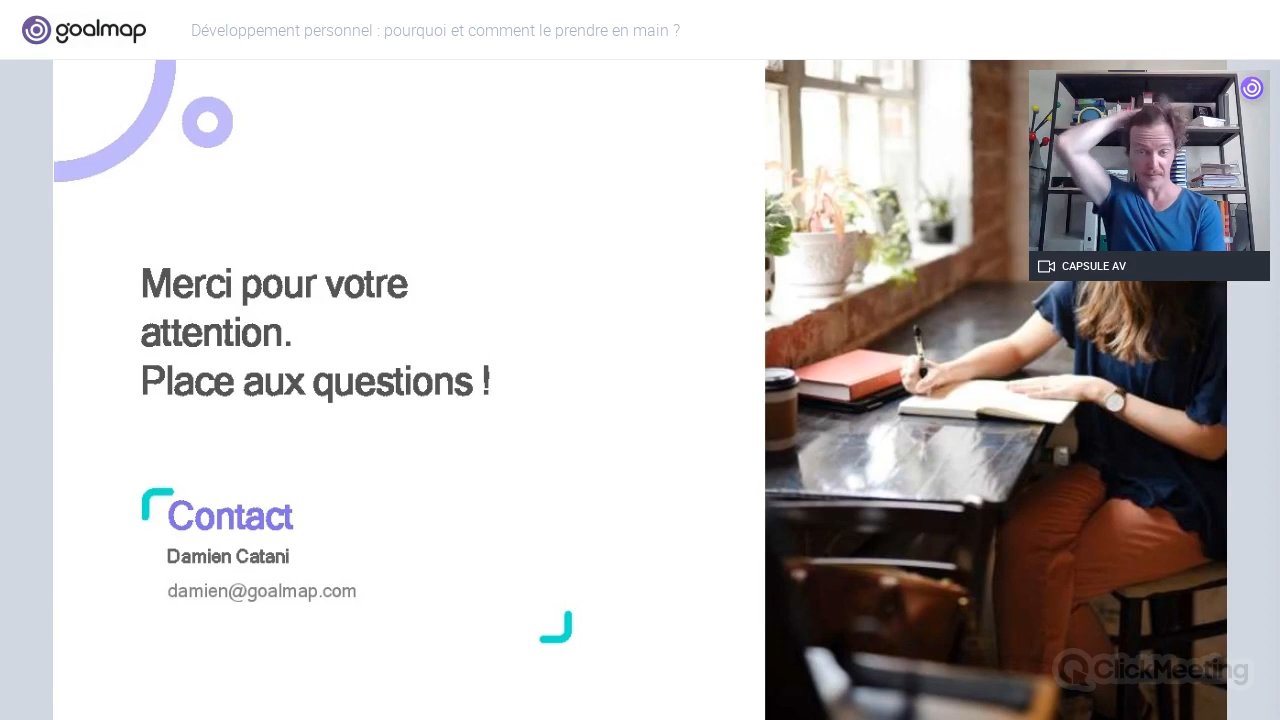 goalmap
Développement personnel : pourquoi et comment le prendre en main ?
CAPSULE AV
Merci pour votre
attention.
Place aux questions !
Contact
Damien Catani
damien@goalmap.com
ClickMeeting